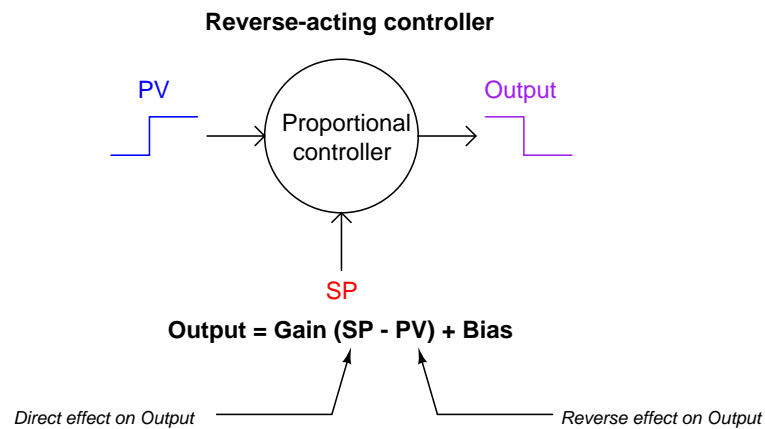 Reverse-acting controller
PV
Output
Proportional
controller
SP
Output = Gain (SP - PV) + Bias
Direct effect on Output
Reverse effect on Output